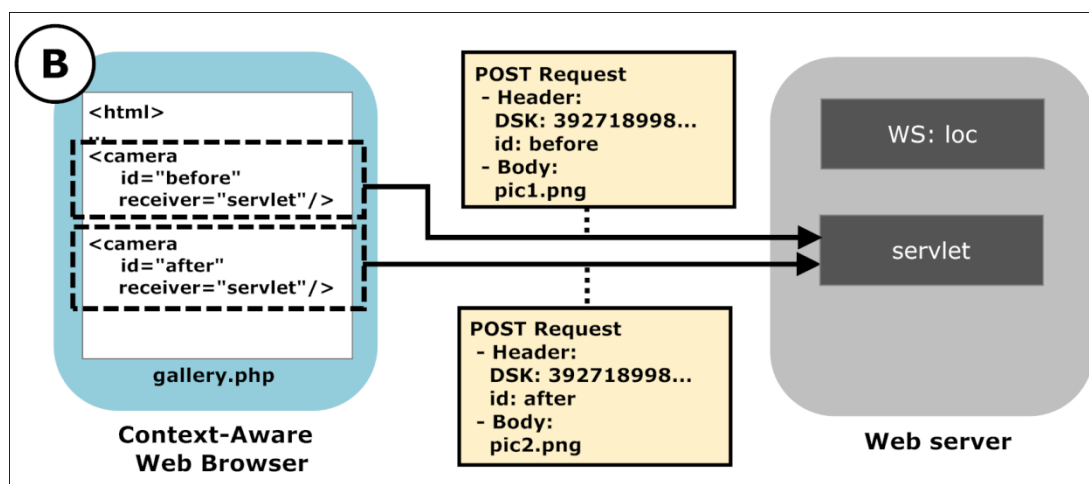 B
<html>
...
<camera
id="before"
receiver="servlet"/>
<camera
id="after"
receiver="servlet"/>
gallery.php
Context-Aware
Web Browser
POST Request
- Header:
DSK: 392718998...
id: before
- Body:
pic1.png
POST Request
- Header:
DSK: 392718998...
id: after
- Body:
pic2.png
WS: loc
servlet
Web server